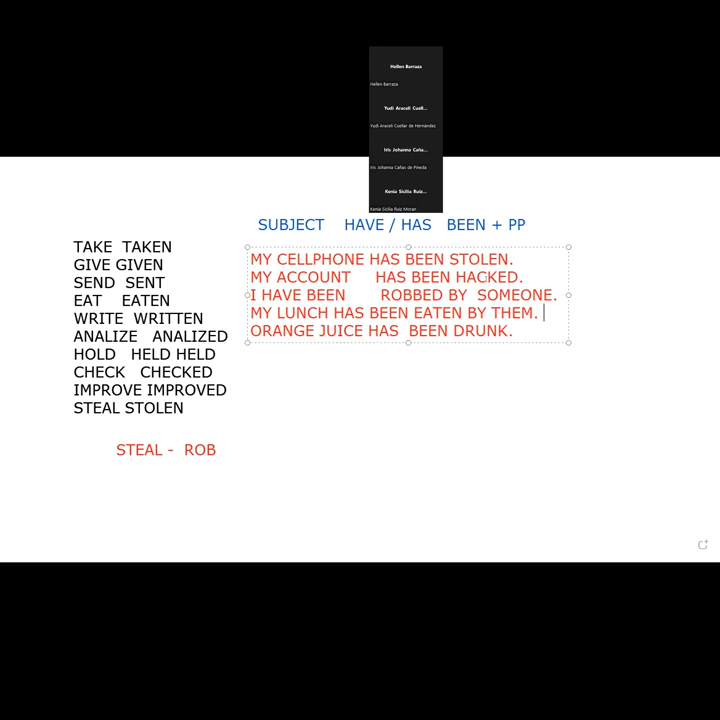 Hellen Barraza
Hellen Barraza
Yudi Araceli Cuell...
Yudi Araceli Cuellar de Hernández
Iris Johanna Caña...
Iris Johanna Cañas de Pineda
Kenia Sicilia Ruiz...
Kenia Sicilia Ruiz Moran
SUBJECT HAVE / HAS BEEN + PP
TAKE TAKEN
GIVE GIVEN
SEND SENT
EAT EATEN
WRITE WRITTEN
ANALIZE ANALIZED
HOLD HELD HELD
CHECK CHECKED
IMPROVE IMPROVED
STEAL STOLEN
MY CELLPHONE HAS BEEN STOLEN.
MY ACCOUNT HAS BEEN HACKED.
I HAVE BEEN ROBBED BY SOMEONE.
MY LUNCH HAS BEEN EATEN BY THEM.
ORANGE JUICE HAS BEEN DRUNK.
STEAL - ROB